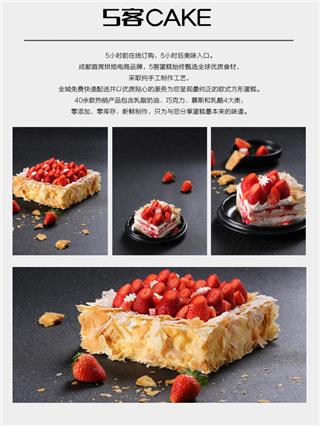 5客CAKE
5小时前在线订购，5小时后美味入口。
成都首席烘焙电商品牌，5客蛋糕始终甄选全球优质食材，
采取纯手工制作工艺，
全城免费快速配送并以优质贴心的服务为您呈现最纯正的欧式方形蛋糕。
40余款热销产品包含乳脂奶油、巧克力、慕斯和乳酪4大类，
零添加、零库存、新鲜制作，只为与您分享蛋糕最本来的味道。